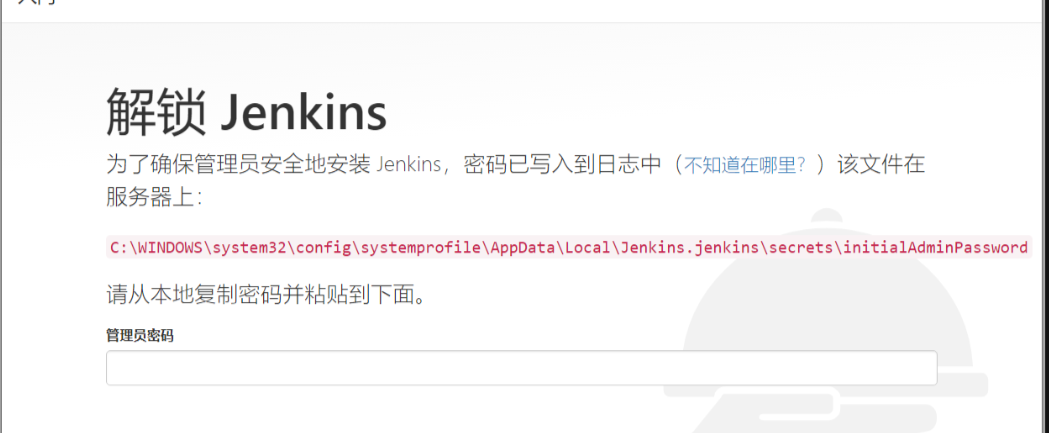 解锁 Jenkins
为了确保管理员安全地安装 Jenkins，密码已写入到日志中（不知道在哪里？）该文件在
服务器上：
C:\WINDOWS\system32\config\systemprofile\AppData\Local\Jenkins.jenkins\secrets\initialAdminPassword
请从本地复制密码并粘贴到下面。
管理员密码